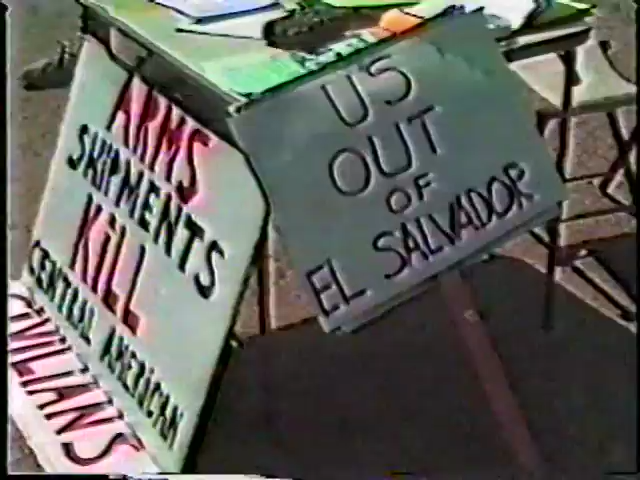 ARMS
SHIPMENTS
KILL
CENTRAL AMERICAN
CIVILIANS
US
OUT
OF
EL SALVADOR